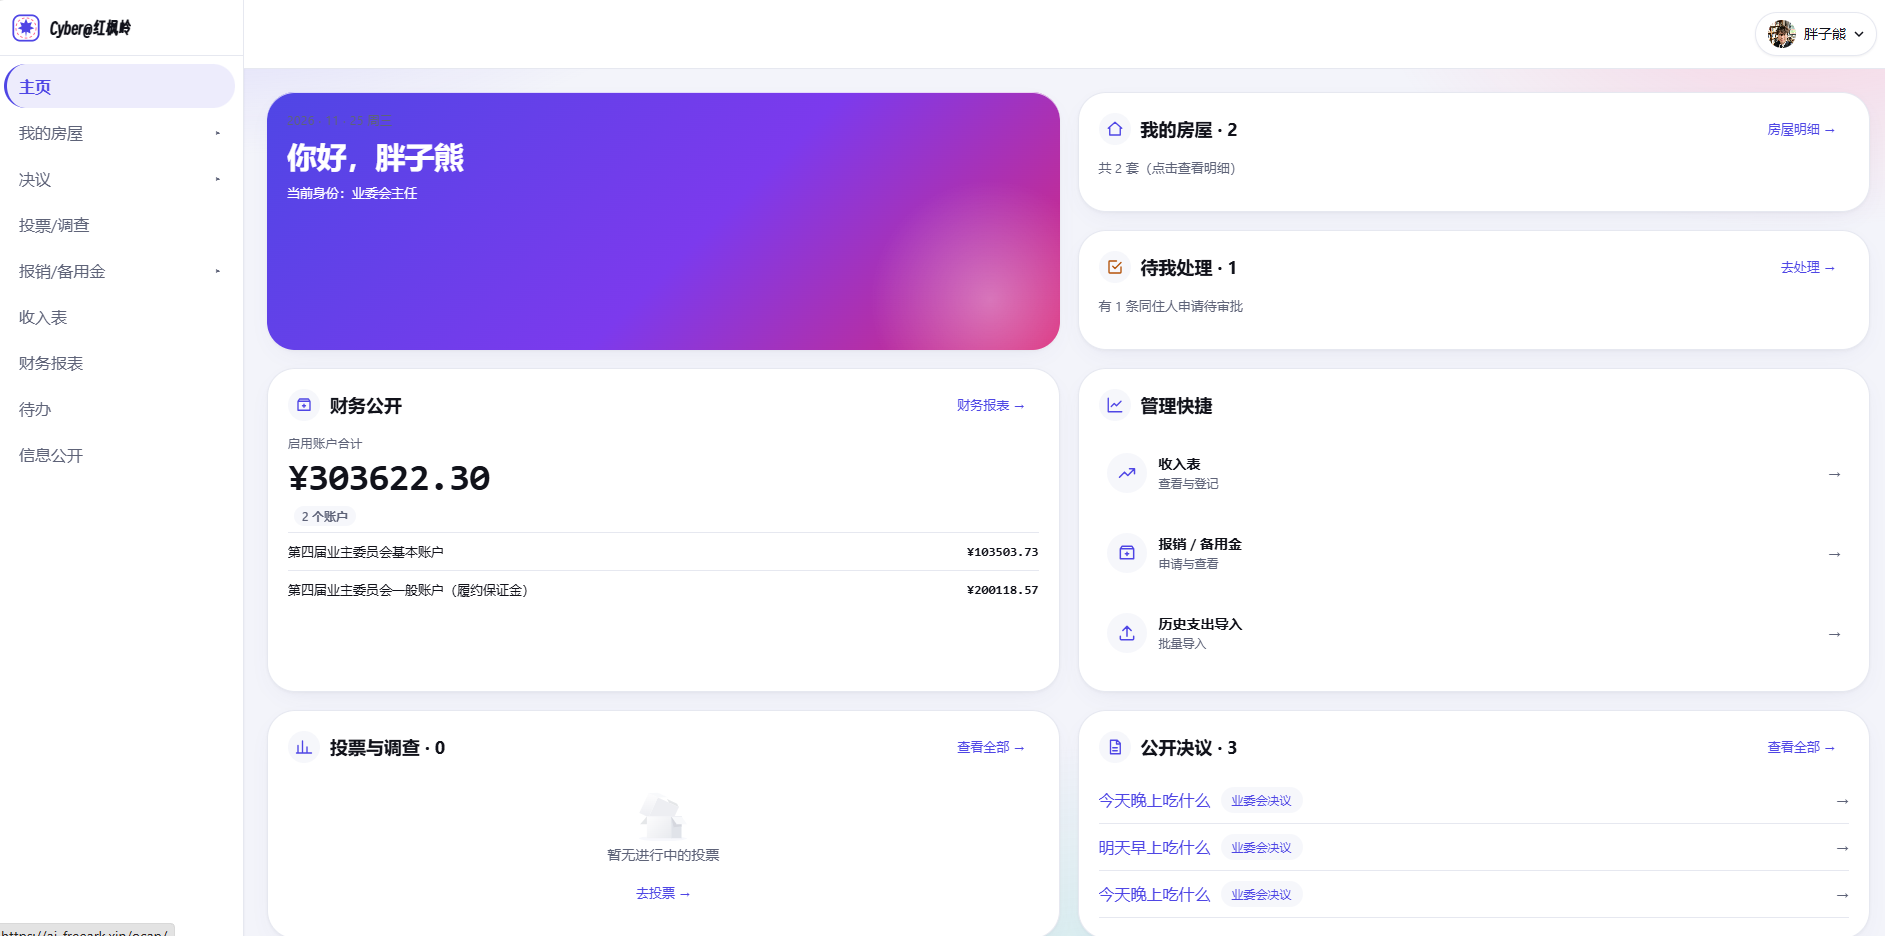 Cyber@红枫岭
胖子熊
主页
我的房屋
决议
投票/调查
报销/备用金
收入表
财务报表
待办
信息公开
你好，胖子熊
当前身份：业委会主任
我的房屋 · 2
房屋明细 →
共 2 套（点击查看明细）
待我处理 · 1
去处理 →
有 1 条同住人申请待审批
财务公开
财务报表 →
启用账户合计
¥303622.30
2 个账户
第四届业主委员会基本账户
¥103503.73
第四届业主委员会一般账户（履约保证金）
¥200118.57
管理快捷
收入表
查看与登记
→
报销 / 备用金
申请与查看
→
历史支出导入
批量导入
→
投票与调查 · 0
查看全部 →
暂无进行中的投票
去投票 →
公开决议 · 3
查看全部 →
今天晚上吃什么 业委会决议 →
明天早上吃什么 业委会决议 →
今天晚上吃什么 业委会决议 →